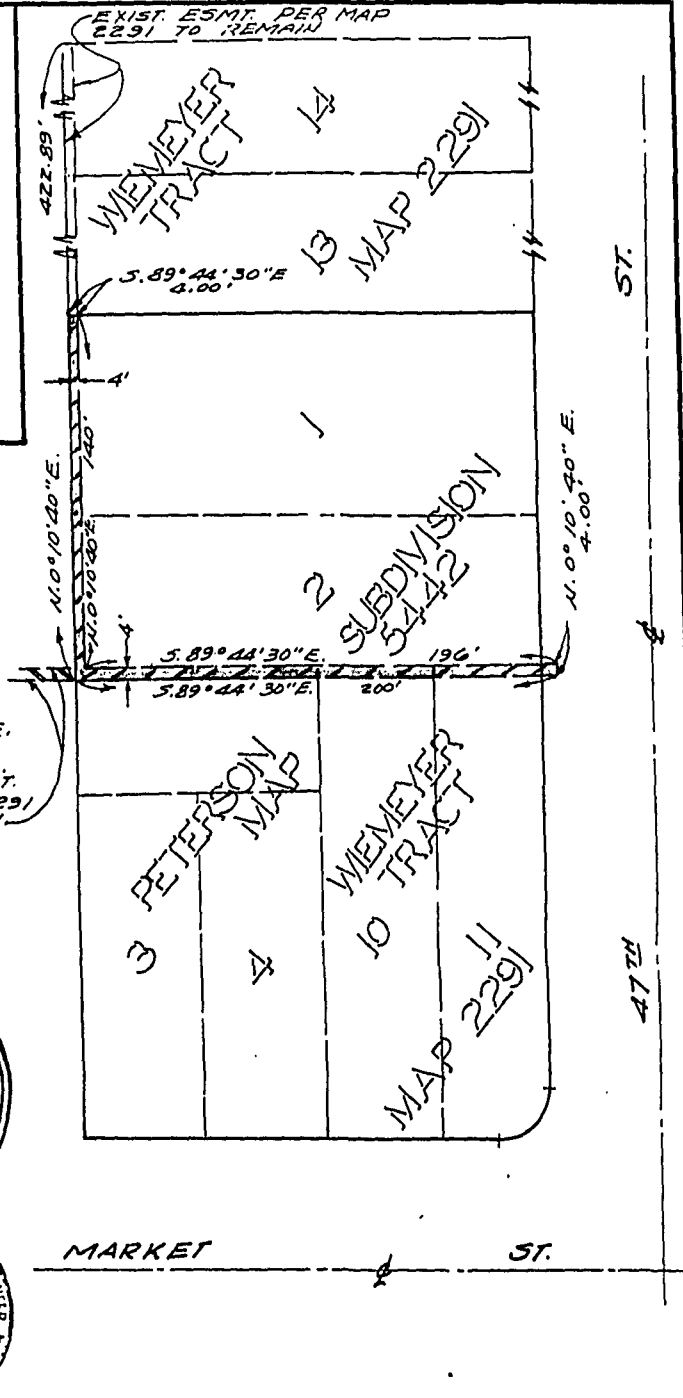 EXIST. ESMT. PER MAP
2291 TO REMAIN
422.89'
WIEMEYER
TRACT
14
MAP 2291
13
S.89°44'30"E
4.00'
ST.
4'
1
140'
N.0°10'40"E.
N.0°10'40"E.
N.0°10'40"E.
4.00'
2
SUBDIVISION
5442
4'
S.89°44'30"E. 196'
S.89°44'30"E. 200'
E.
T.
291
PETERSON
MAP
WIEMEYER
TRACT
3
4
10
11
MAP 2291
47TH
MARKET ST.